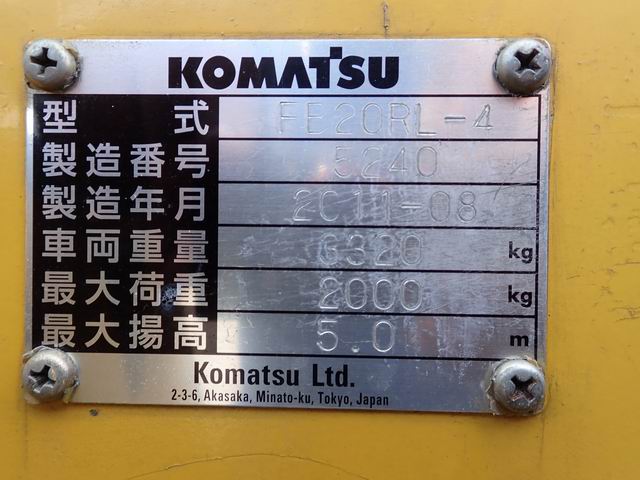 KOMATSU
型式 FB20RL-4
製造番号 5240
製造年月 2011-08
車両重量 kg
最大荷重 2000 kg
最大揚高 5.0 m
Komatsu Ltd.
2-3-6, Akasaka, Minato-ku, Tokyo, Japan